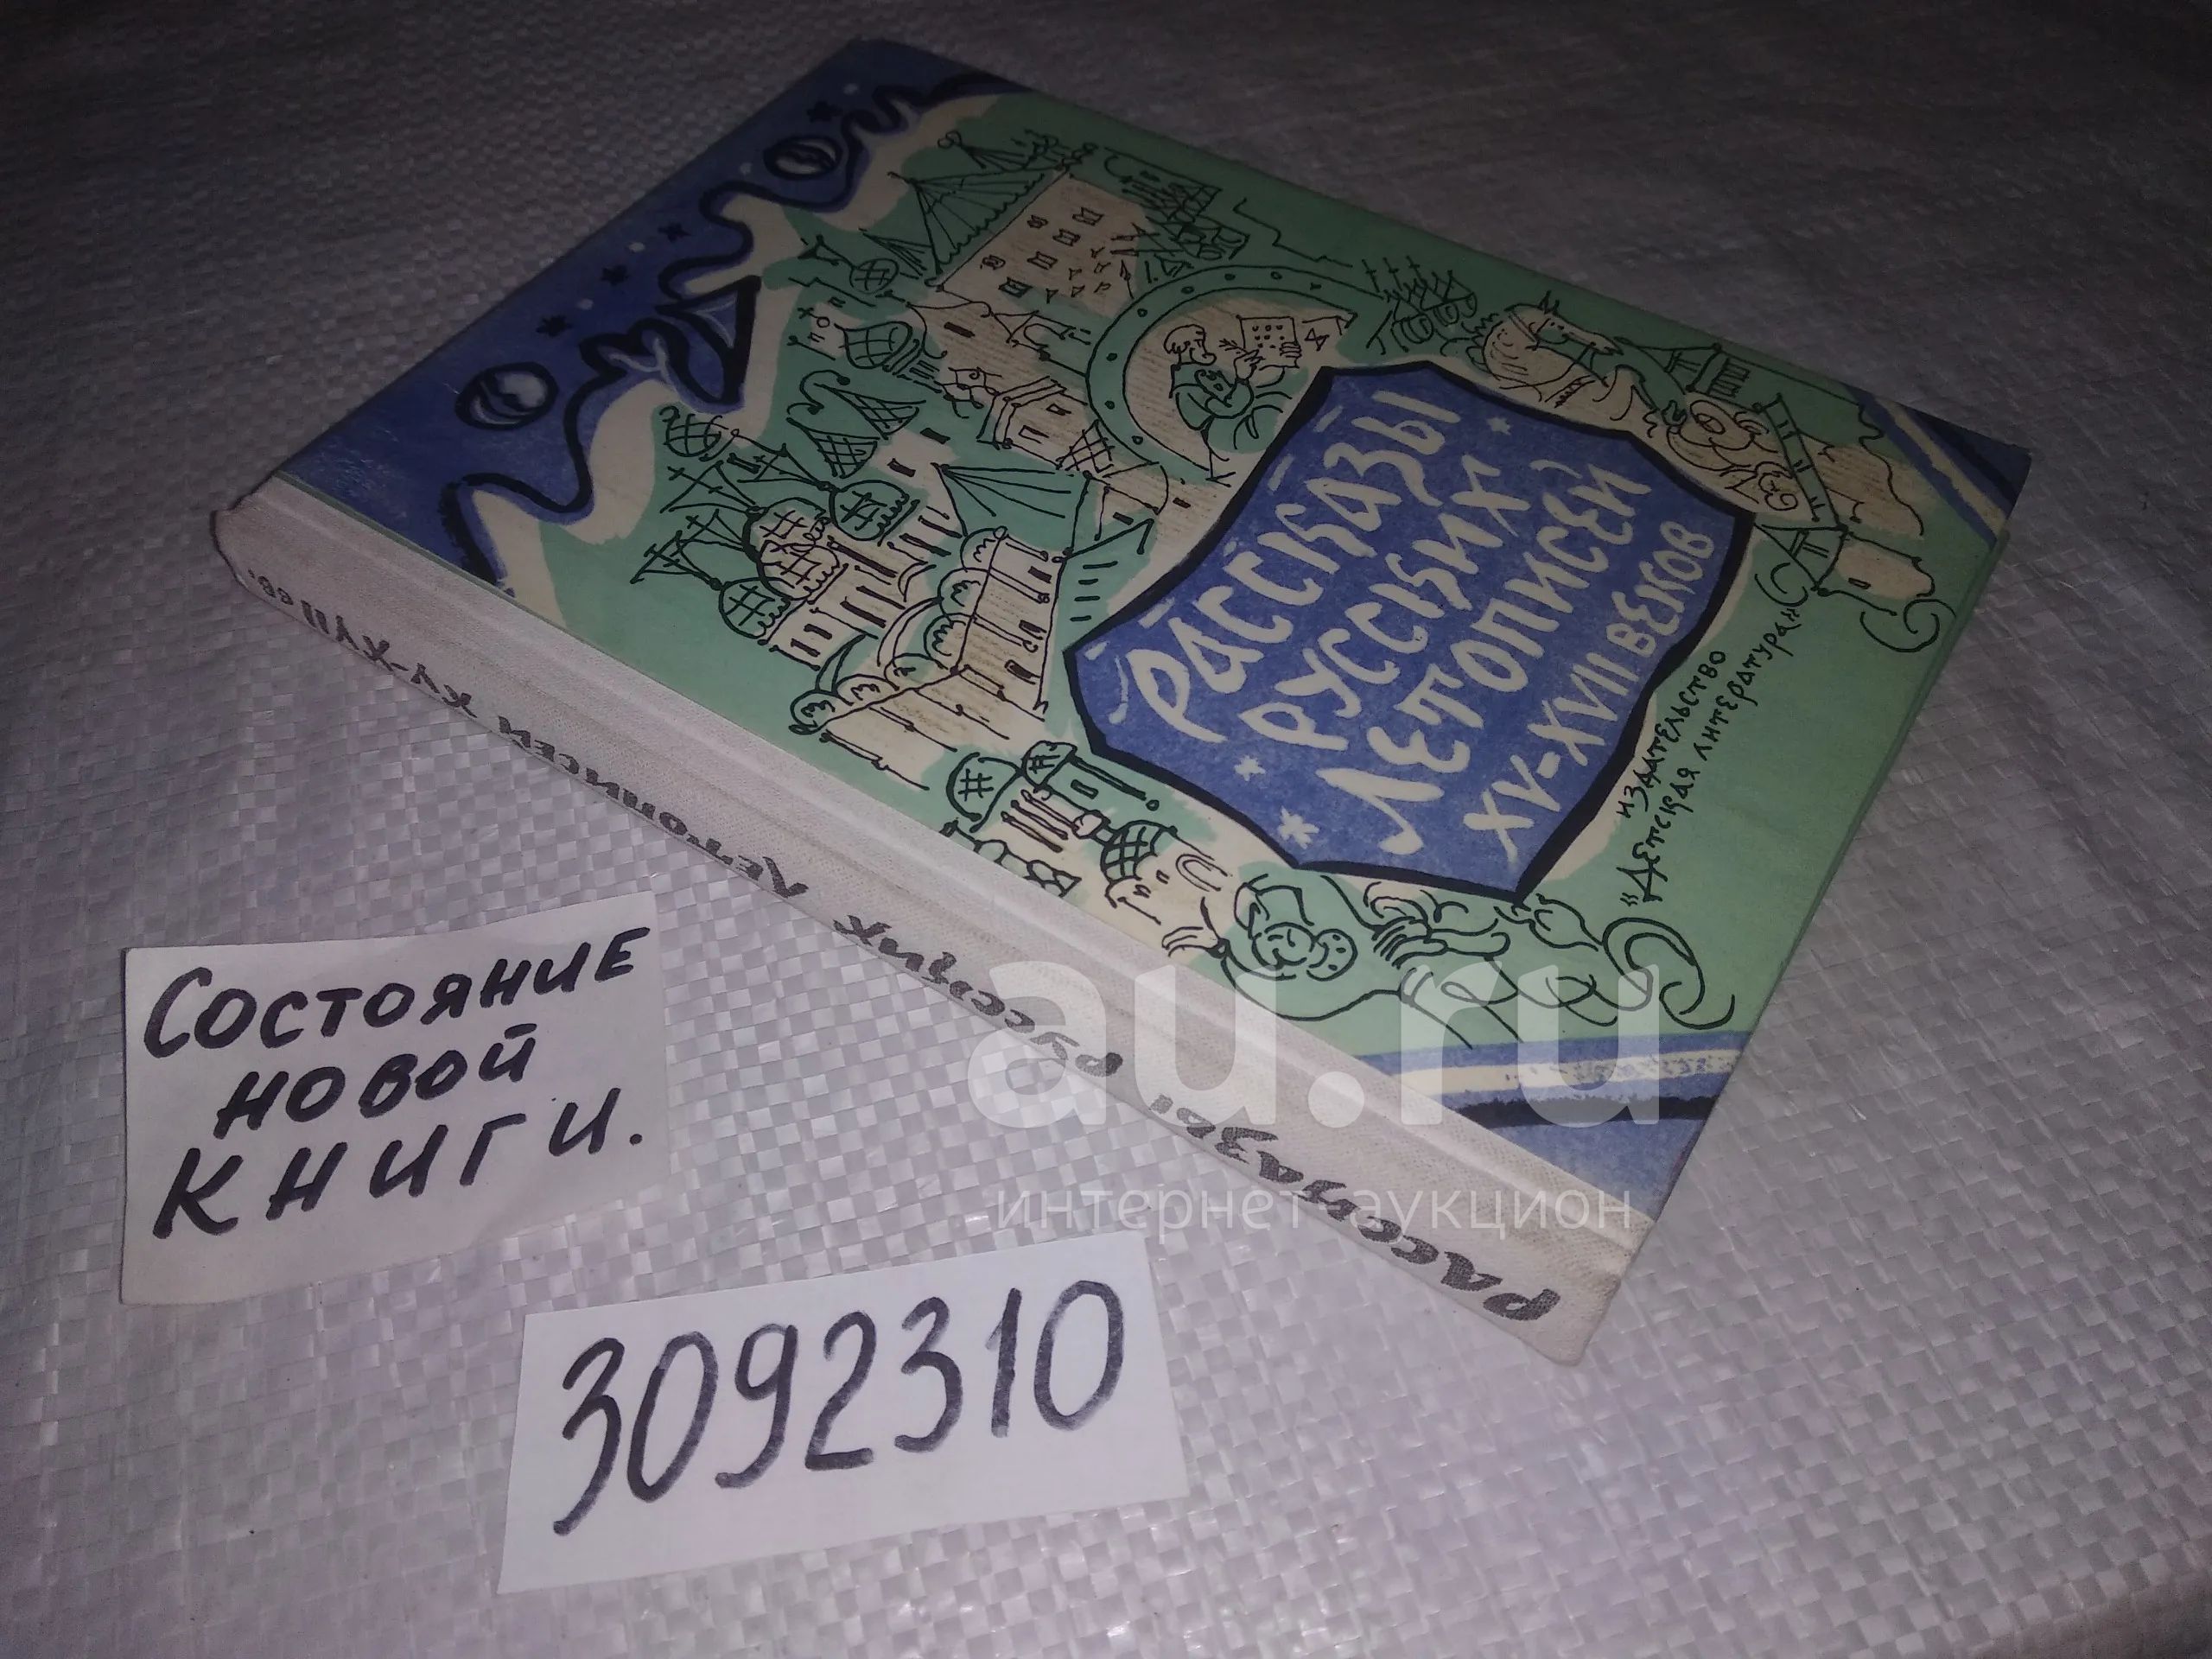 РАССКАЗЫ
РУССКИХ
ЛЕТОПИСЕЙ
XV-XVII ВЕКОВ
издательство
"Детская литература"
Рассказы русских летописей XV-XVII вв.
Состояние
новой
книги.
3092310
au.ru
интернет-аукцион